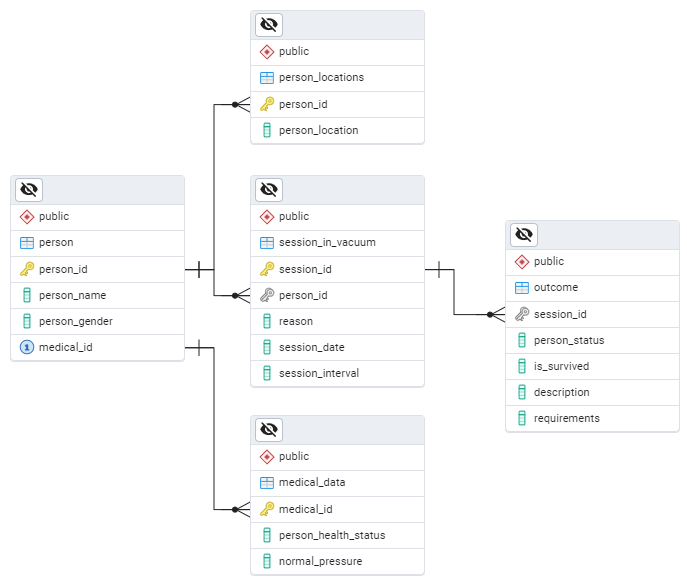 public
person_locations
person_id
person_location
public
person
person_id
person_name
person_gender
1 medical_id
public
session_in_vacuum
session_id
person_id
reason
session_date
session_interval
public
outcome
session_id
person_status
is_survived
description
requirements
public
medical_data
medical_id
person_health_status
normal_pressure